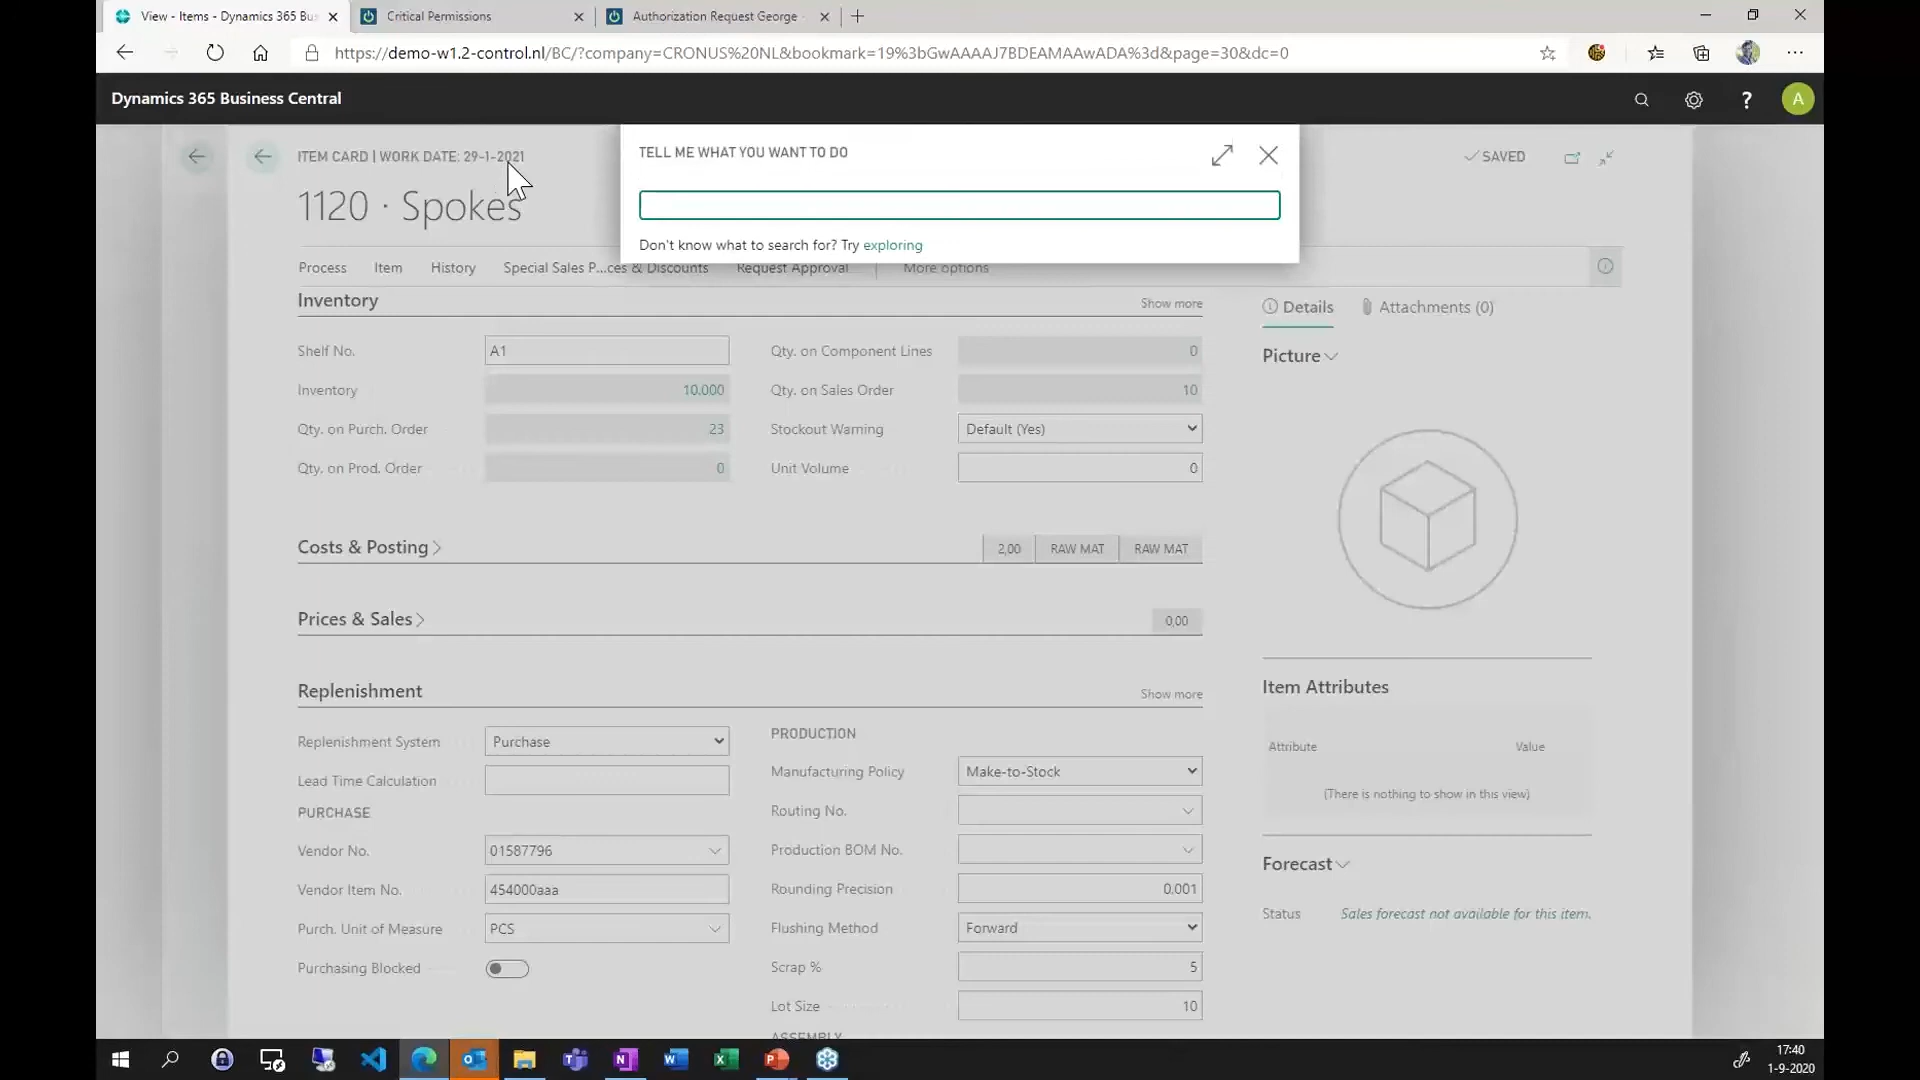 View - Items - Dynamics 365 Bus
Critical Permissions
Authorization Request George
https://demo-w1.2-control.nl/BC/?company=CRONUS%20NL&bookmark=19%3bGwAAAAJ7BDEAMAAwADA%3d&page=30&dc=0
Dynamics 365 Business Central
?
A
ITEM CARD | WORK DATE: 29-1-2021
TELL ME WHAT YOU WANT TO DO
SAVED
1120 · Spokes
Don't know what to search for? Try exploring
Process Item History Special Sales P...ces & Discounts Request Approval More options
Inventory
Show more
Details
Attachments (0)
Shelf No.
A1
Qty. on Component Lines
0
Picture
Inventory
10.000
Qty. on Sales Order
10
Qty. on Purch. Order
23
Stockout Warning
Default (Yes)
Qty. on Prod. Order
0
Unit Volume
0
Costs & Posting
2,00
RAW MAT
RAW MAT
Prices & Sales
0,00
Item Attributes
Replenishment
Show more
Replenishment System
Purchase
PRODUCTION
Attribute
Value
Lead Time Calculation
Manufacturing Policy
Make-to-Stock
(There is nothing to show in this view)
PURCHASE
Routing No.
Vendor No.
01587796
Production BOM No.
Forecast
Vendor Item No.
454000aaa
Rounding Precision
0.001
Status
Sales forecast not available for this item.
Purch. Unit of Measure
PCS
Flushing Method
Forward
Purchasing Blocked
Scrap %
5
Lot Size
10
ASSEMBLY
17:40
1-9-2020